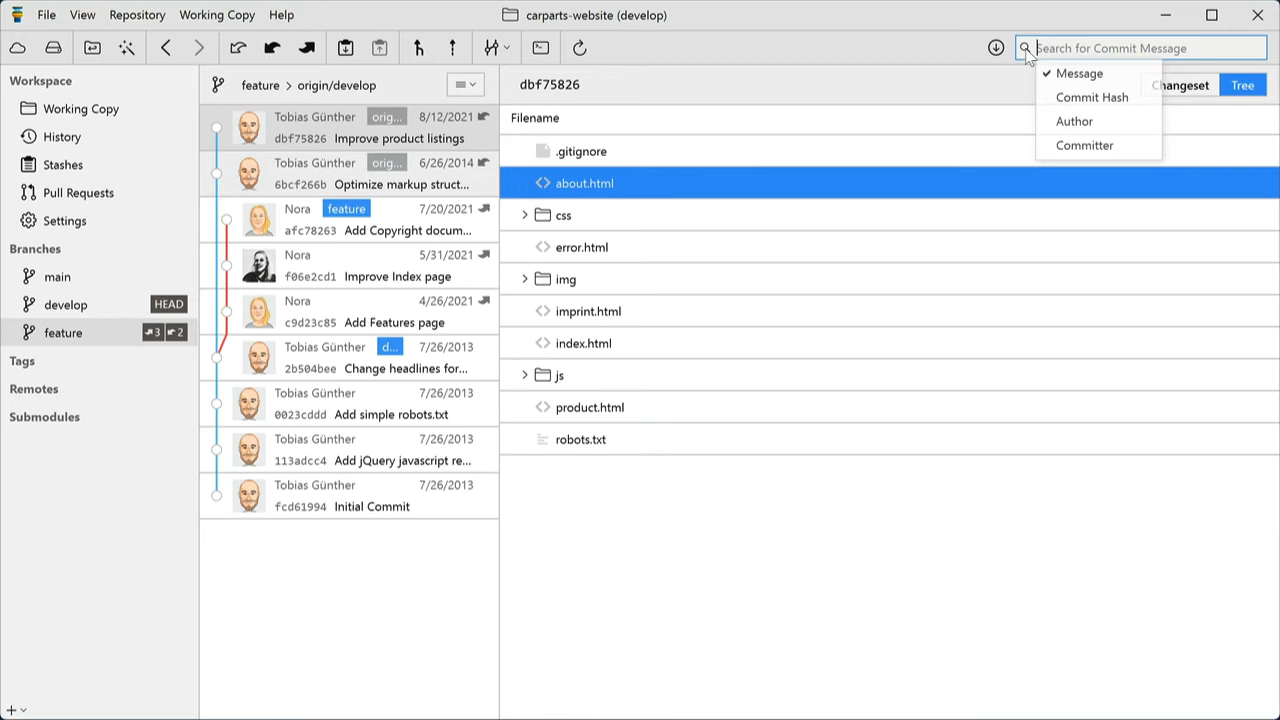 File View Repository Working Copy Help
carparts-website (develop)
Search for Commit Message
Message
Commit Hash
Author
Committer
Workspace
Working Copy
History
Stashes
Pull Requests
Settings
Branches
main
develop HEAD
feature 3 2
Tags
Remotes
Submodules
feature > origin/develop
Tobias Günther orig... 8/12/2021
dbf75826 Improve product listings
Tobias Günther orig... 6/26/2014
6bcf266b Optimize markup struct...
Nora feature 7/20/2021
afc78263 Add Copyright docum...
Nora 5/31/2021
f06e2cd1 Improve Index page
Nora 4/26/2021
c9d23c85 Add Features page
Tobias Günther d... 7/26/2013
2b504bee Change headlines for...
Tobias Günther 7/26/2013
0023cddd Add simple robots.txt
Tobias Günther 7/26/2013
113adcc4 Add jQuery javascript re...
Tobias Günther 7/26/2013
fcd61994 Initial Commit
dbf75826
Changeset Tree
Filename
.gitignore
about.html
css
error.html
img
imprint.html
index.html
js
product.html
robots.txt